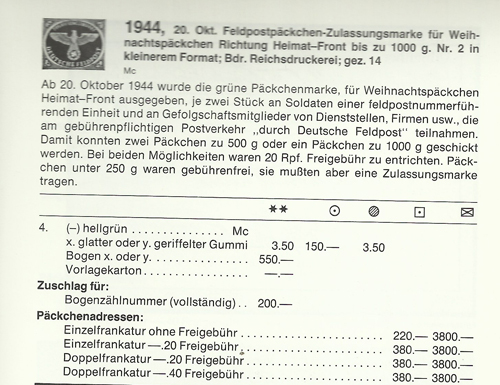 DEUTSCHE FELDPOST
1944, 20. Okt. Feldpostpäckchen-Zulassungsmarke für Weih-
nachtspäckchen Richtung Heimat–Front bis zu 1000 g. Nr. 2 in
kleinerem Format; Bdr. Reichsdruckerei; gez. 14
Mc
Ab 20. Oktober 1944 wurde die grüne Päckchenmarke, für Weihnachtspäckchen
Heimat–Front ausgegeben, je zwei Stück an Soldaten einer feldpostnummerfüh-
renden Einheit und an Gefolgschaftsmitglieder von Dienststellen, Firmen usw., die
am gebührenpflichtigen Postverkehr „durch Deutsche Feldpost" teilnahmen.
Damit konnten zwei Päckchen zu 500 g oder ein Päckchen zu 1000 g geschickt
werden. Bei beiden Möglichkeiten waren 20 Rpf. Freigebühr zu entrichten. Päck-
chen unter 250 g waren gebührenfrei, sie mußten aber eine Zulassungsmarke
tragen.
**
4. (–) hellgrün . . . . . . . . . . . . . . Mc
x. glatter oder y. geriffelter Gummi 3.50 150.— 3.50
Bogen x. oder y. . . . . . . . . . . . . . . 550.—
Vorlagekarton . . . . . . . . . . . . . . . —.—
Zuschlag für:
Bogenzählnummer (vollständig) . . 200.—
Päckchenadressen:
Einzelfrankatur ohne Freigebühr . . . . . . . . . . . . . . . . . . . . . . 220.— 3800.—
Einzelfrankatur —.20 Freigebühr . . . . . . . . . . . . . . . . . . . . . . 380.— 3800.—
Doppelfrankatur —.20 Freigebühr . . . . . . . . . . . . . . . . . . . . . 380.— 3800.—
Doppelfrankatur —.40 Freigebühr . . . . . . . . . . . . . . . . . . . . . 380.— 3800.—